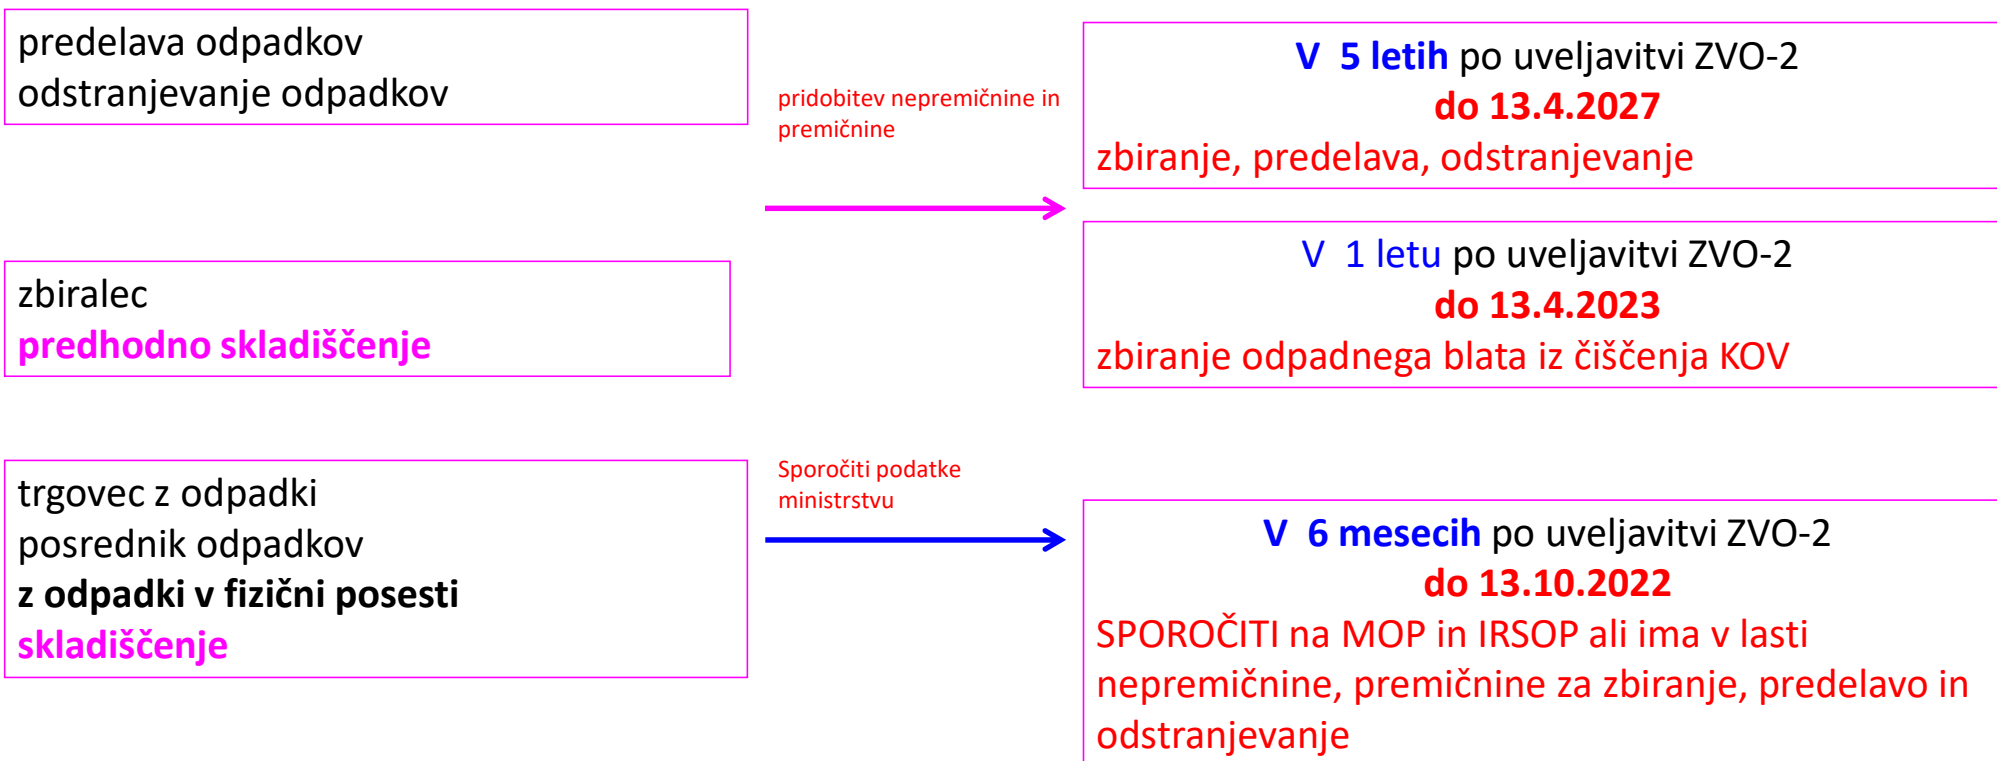 predelava odpadkov
odstranjevanje odpadkov
pridobitev nepremičnine in
premičnine
V 5 letih po uveljavitvi ZVO-2
do 13.4.2027
zbiranje, predelava, odstranjevanje
zbiralec
predhodno skladiščenje
V 1 letu po uveljavitvi ZVO-2
do 13.4.2023
zbiranje odpadnega blata iz čiščenja KOV
trgovec z odpadki
posrednik odpadkov
z odpadki v fizični posesti
skladiščenje
Sporočiti podatke
ministrstvu
V 6 mesecih po uveljavitvi ZVO-2
do 13.10.2022
SPOROČITI na MOP in IRSOP ali ima v lasti
nepremičnine, premičnine za zbiranje, predelavo in
odstranjevanje